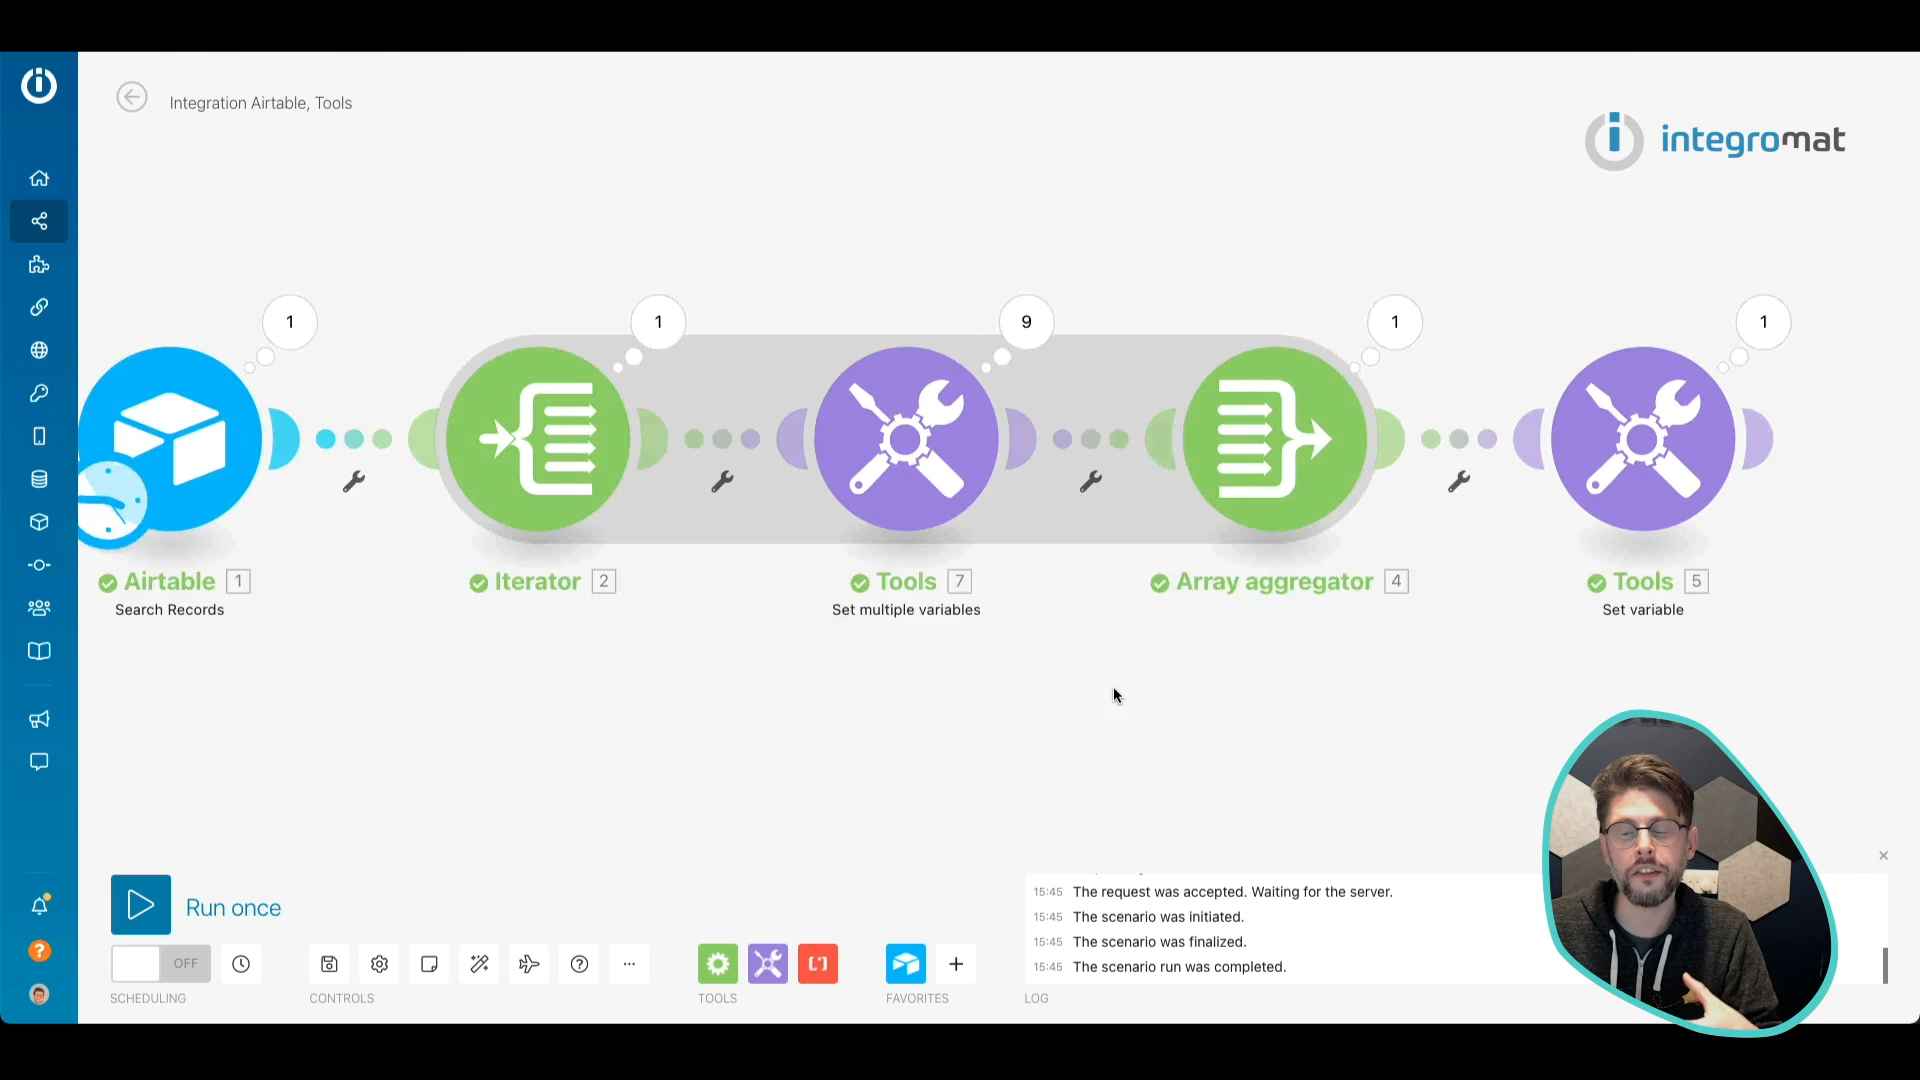 Integration Airtable, Tools
integromat
1
1
9
1
1
Airtable 1
Search Records
Iterator 2
Tools 7
Set multiple variables
Array aggregator 4
Tools 5
Set variable
Run once
OFF
SCHEDULING
CONTROLS
TOOLS
FAVORITES
15:45 The request was accepted. Waiting for the server.
15:45 The scenario was initiated.
15:45 The scenario was finalized.
15:45 The scenario run was completed.
LOG